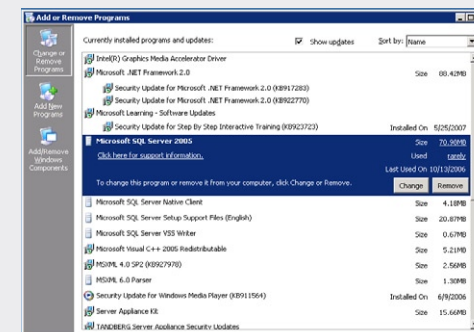 Add or Remove Programs
Change or Remove Programs
Add New Programs
Add/Remove Windows Components
Currently installed programs and updates:
Show updates
Sort by: Name
Intel(R) Graphics Media Accelerator Driver
Microsoft .NET Framework 2.0 Size 88.42MB
Security Update for Microsoft .NET Framework 2.0 (KB917283)
Security Update for Microsoft .NET Framework 2.0 (KB922770)
Microsoft Learning - Software Updates
Security Update for Step By Step Interactive Training (KB923723) Installed On 5/25/2007
Microsoft SQL Server 2005 Size 70.90MB
Click here for support information. Used rarely
Last Used On 10/13/2006
To change this program or remove it from your computer, click Change or Remove. Change Remove
Microsoft SQL Server Native Client Size 4.18MB
Microsoft SQL Server Setup Support Files (English) Size 20.87MB
Microsoft SQL Server VSS Writer Size 0.67MB
Microsoft Visual C++ 2005 Redistributable Size 5.21MB
MSXML 4.0 SP2 (KB927978) Size 2.56MB
MSXML 6.0 Parser Size 1.30MB
Security Update for Windows Media Player (KB911564) Installed On 6/9/2006
Server Appliance Kit Size 15.66MB
TANDBERG Server Appliance Security Updates